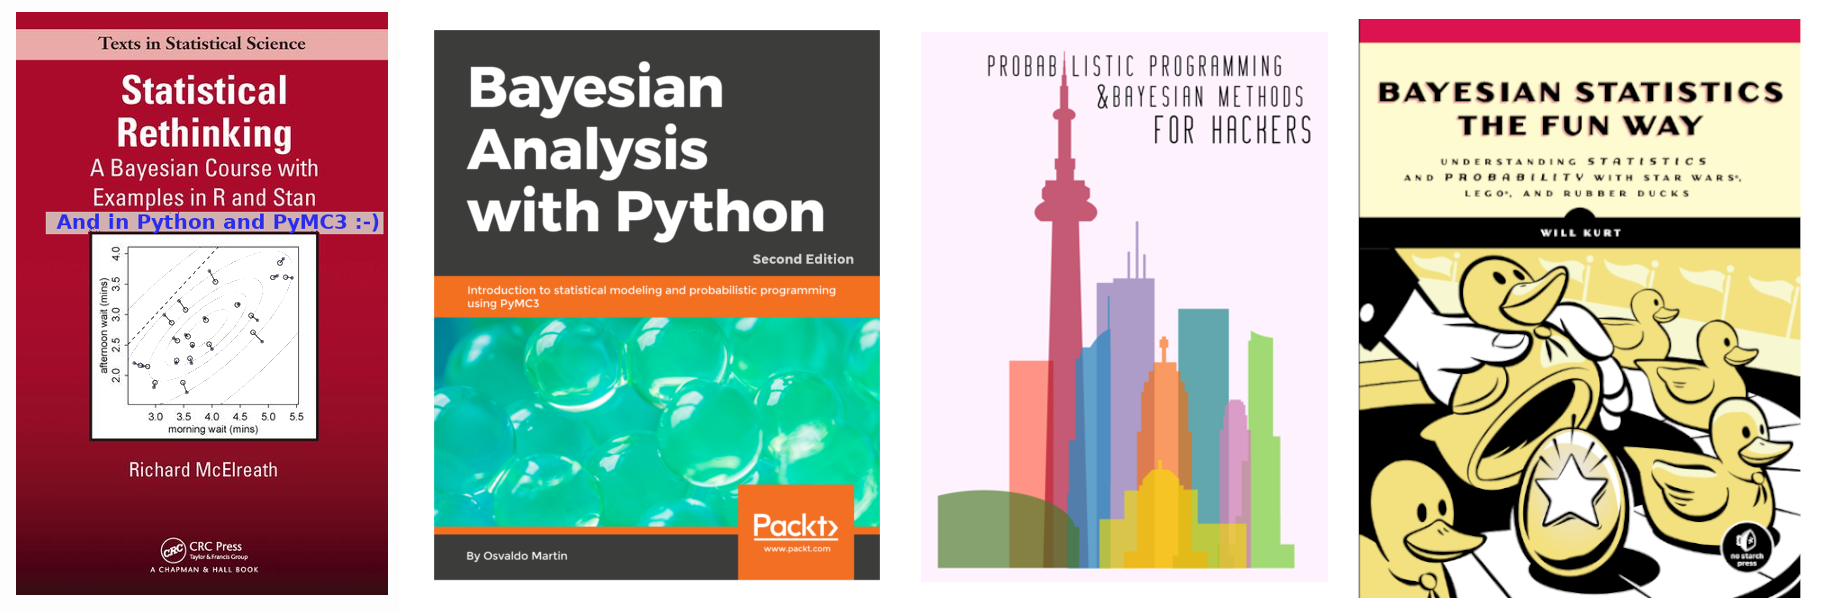 Texts in Statistical Science
Statistical
Rethinking
A Bayesian Course with
Examples in R and Stan
And in Python and PyMC3 :-)
afternoon wait (mins)
4.0
3.5
3.0
2.5
2.0
3.0 3.5 4.0 4.5 5.0 5.5
morning wait (mins)
Richard McElreath
CRC
CRC Press
Taylor & Francis Group
A CHAPMAN & HALL BOOK
Bayesian
Analysis
with Python
Second Edition
Introduction to statistical modeling and probabilistic programming
using PyMC3
Packt>
www.packt.com
By Osvaldo Martin
PROBABILISTIC PROGRAMMING
&BAYESIAN METHODS
FOR HACKERS
BAYESIAN STATISTICS
THE FUN WAY
UNDERSTANDING STATISTICS
AND PROBABILITY WITH STAR WARS®,
LEGO®, AND RUBBER DUCKS
WILL KURT
no starch
press